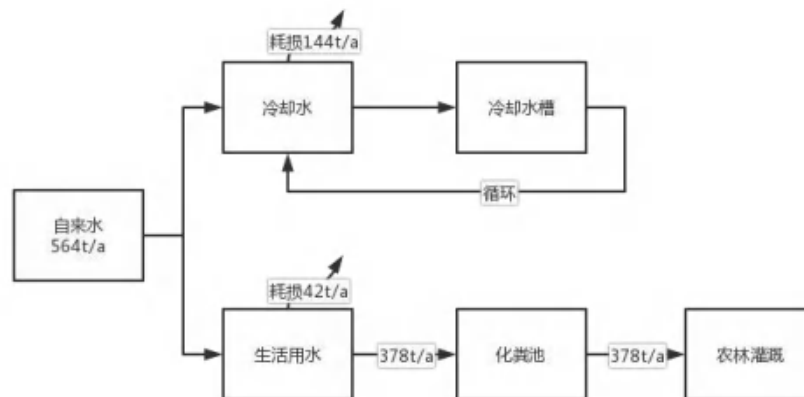 耗损144t/a
冷却水
冷却水槽
循环
自来水
564t/a
耗损42t/a
生活用水
378t/a
化粪池
378t/a
农林灌溉